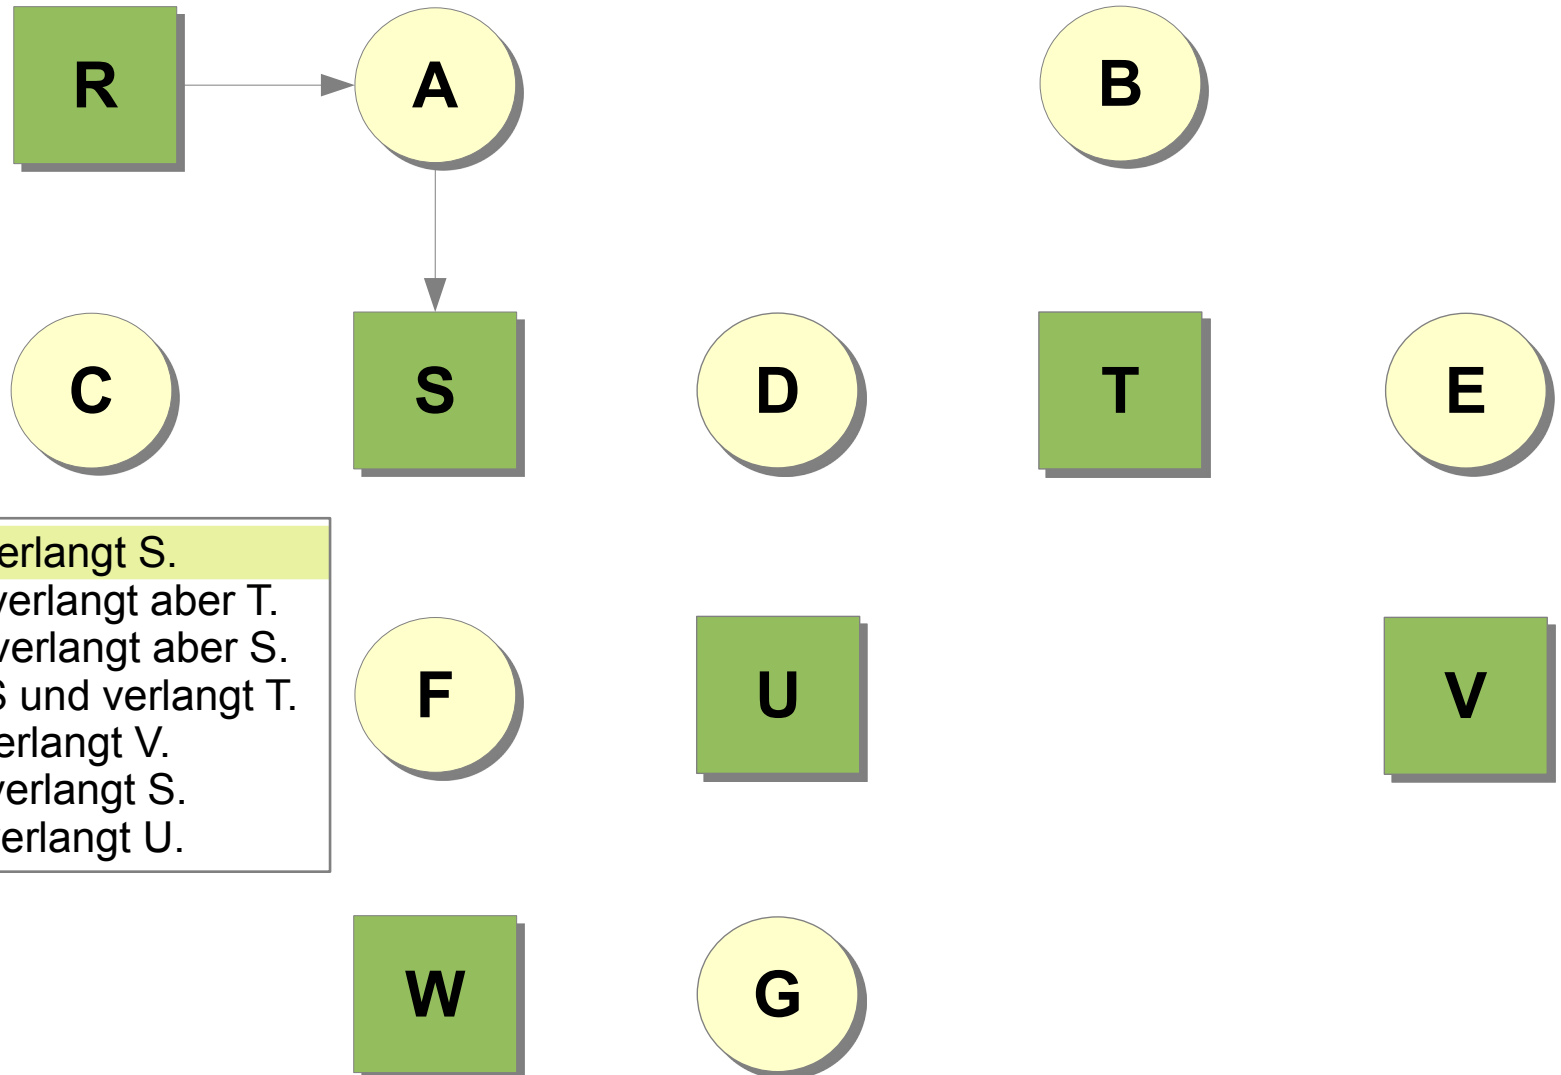 R A B
C S D T E
erlangt S.
verlangt aber T.
verlangt aber S.
S und verlangt T.
erlangt V.
verlangt S.
erlangt U.
F U V
W G